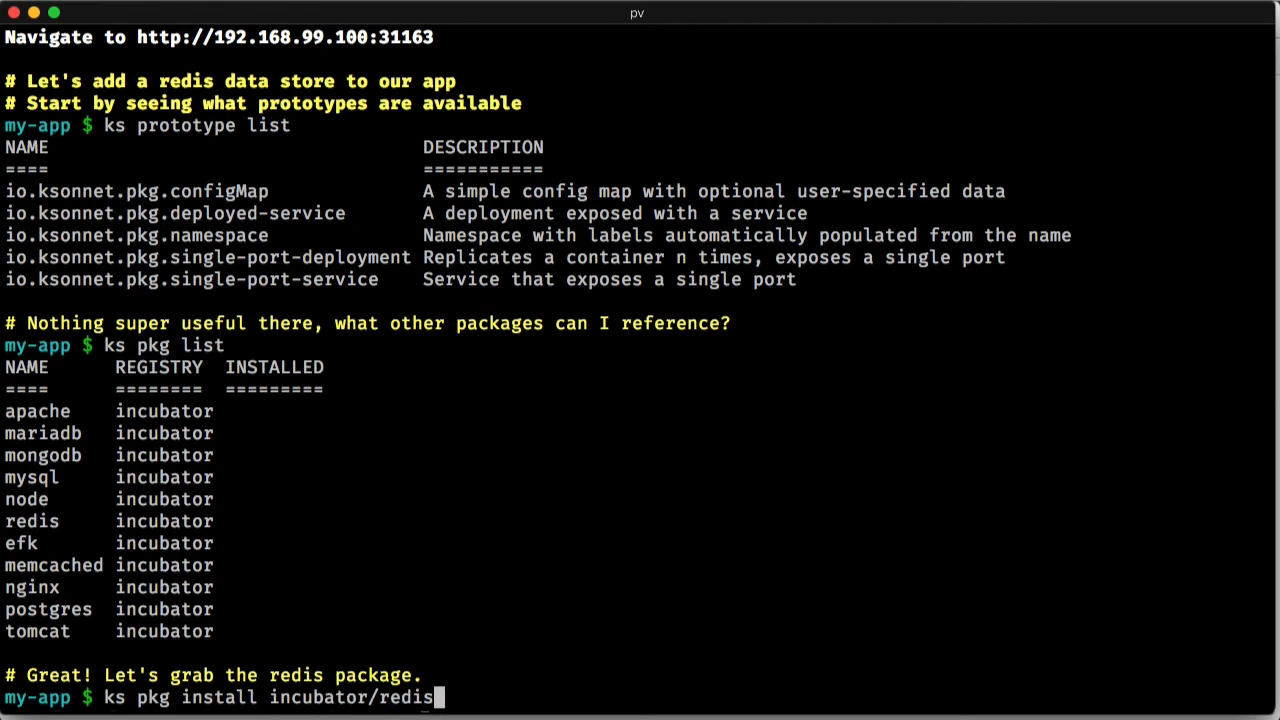 pv
Navigate to http://192.168.99.100:31163
# Let's add a redis data store to our app
# Start by seeing what prototypes are available
my-app $ ks prototype list
NAME DESCRIPTION
==== ===========
io.ksonnet.pkg.configMap A simple config map with optional user-specified data
io.ksonnet.pkg.deployed-service A deployment exposed with a service
io.ksonnet.pkg.namespace Namespace with labels automatically populated from the name
io.ksonnet.pkg.single-port-deployment Replicates a container n times, exposes a single port
io.ksonnet.pkg.single-port-service Service that exposes a single port
# Nothing super useful there, what other packages can I reference?
my-app $ ks pkg list
NAME REGISTRY INSTALLED
==== ======== =========
apache incubator
mariadb incubator
mongodb incubator
mysql incubator
node incubator
redis incubator
efk incubator
memcached incubator
nginx incubator
postgres incubator
tomcat incubator
# Great! Let's grab the redis package.
my-app $ ks pkg install incubator/redis